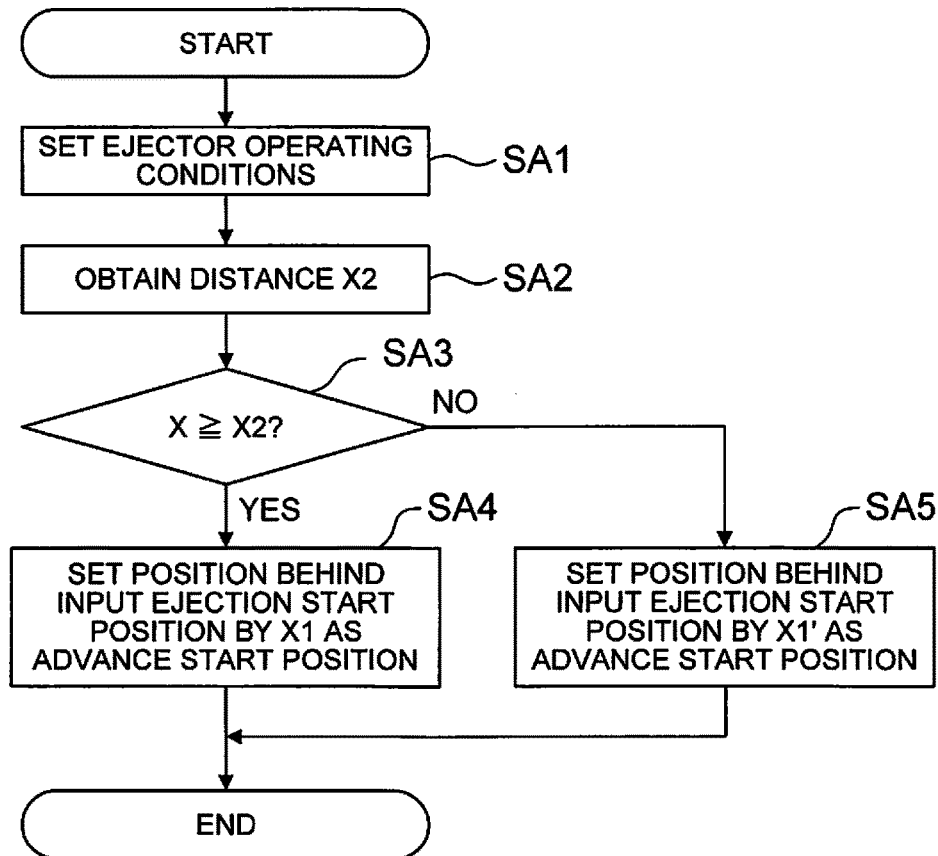 START
SET EJECTOR OPERATING
CONDITIONS
SA1
OBTAIN DISTANCE X2
SA2
SA3
X ≧ X2?
NO
YES
SA4
SET POSITION BEHIND
INPUT EJECTION START
POSITION BY X1 AS
ADVANCE START POSITION
SA5
SET POSITION BEHIND
INPUT EJECTION START
POSITION BY X1' AS
ADVANCE START POSITION
END